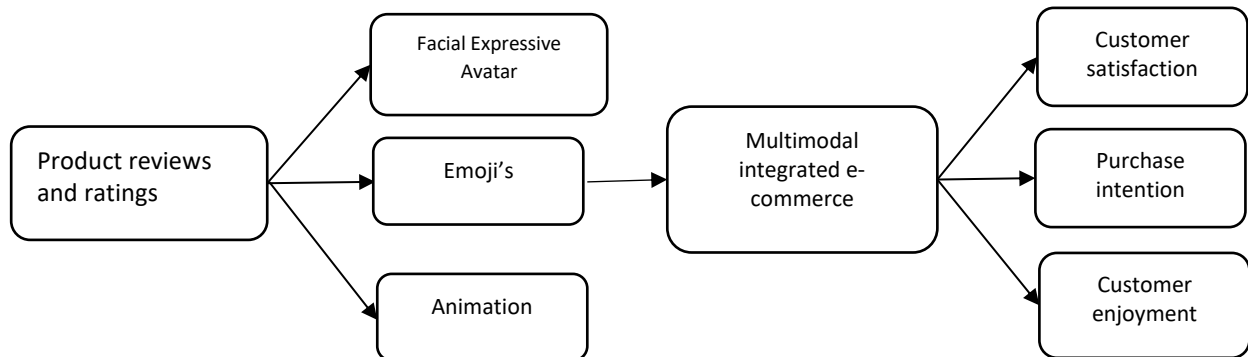 Product reviews
and ratings
Facial Expressive
Avatar
Emoji’s
Animation
Multimodal
integrated e-
commerce
Customer
satisfaction
Purchase
intention
Customer
enjoyment